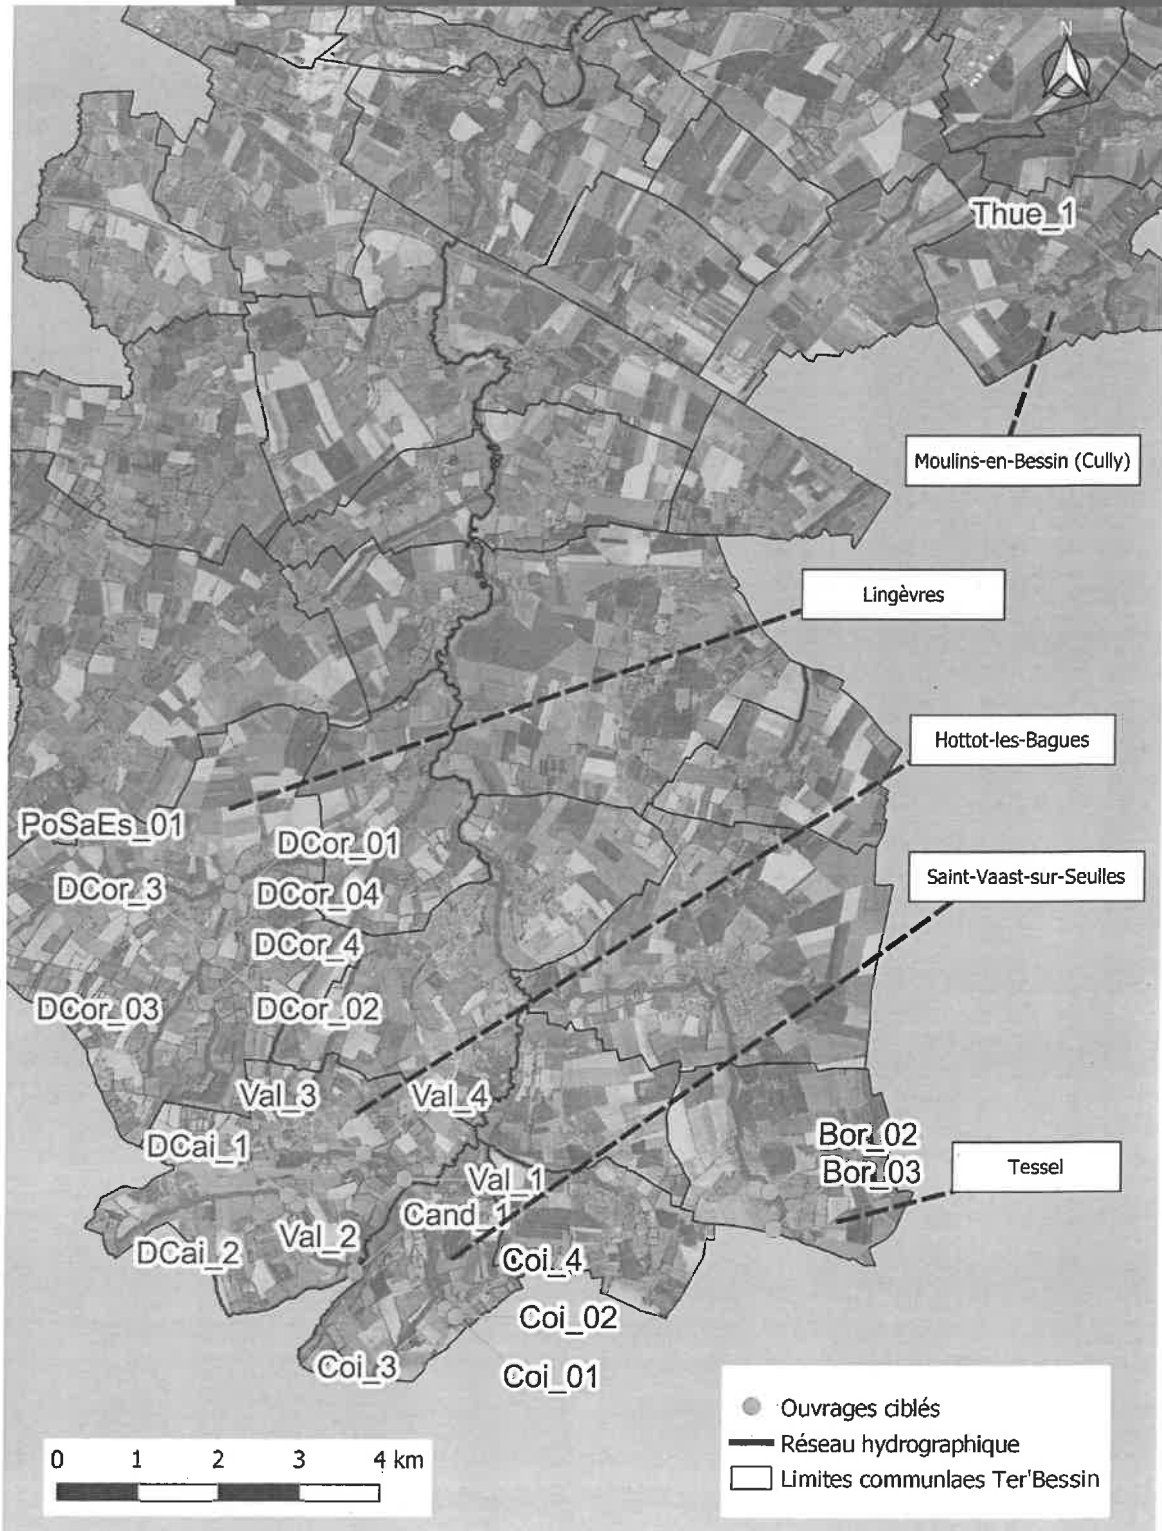 N
Thue_1
Moulins-en-Bessin (Cully)
Lingèvres
Hottot-les-Bagues
PoSaEs_01
DCor_01
DCor_3
DCor_04
Saint-Vaast-sur-Seulles
DCor_4
DCor_03
DCor_02
Val_3
Val_4
DCai_1
Bor_02
Bor_03
Tessel
Val_1
Cand_1
Val_2
DCai_2
Coi_4
Coi_02
Coi_3
Coi_01
Ouvrages ciblés
Réseau hydrographique
Limites communlaes Ter'Bessin
0 1 2 3 4 km